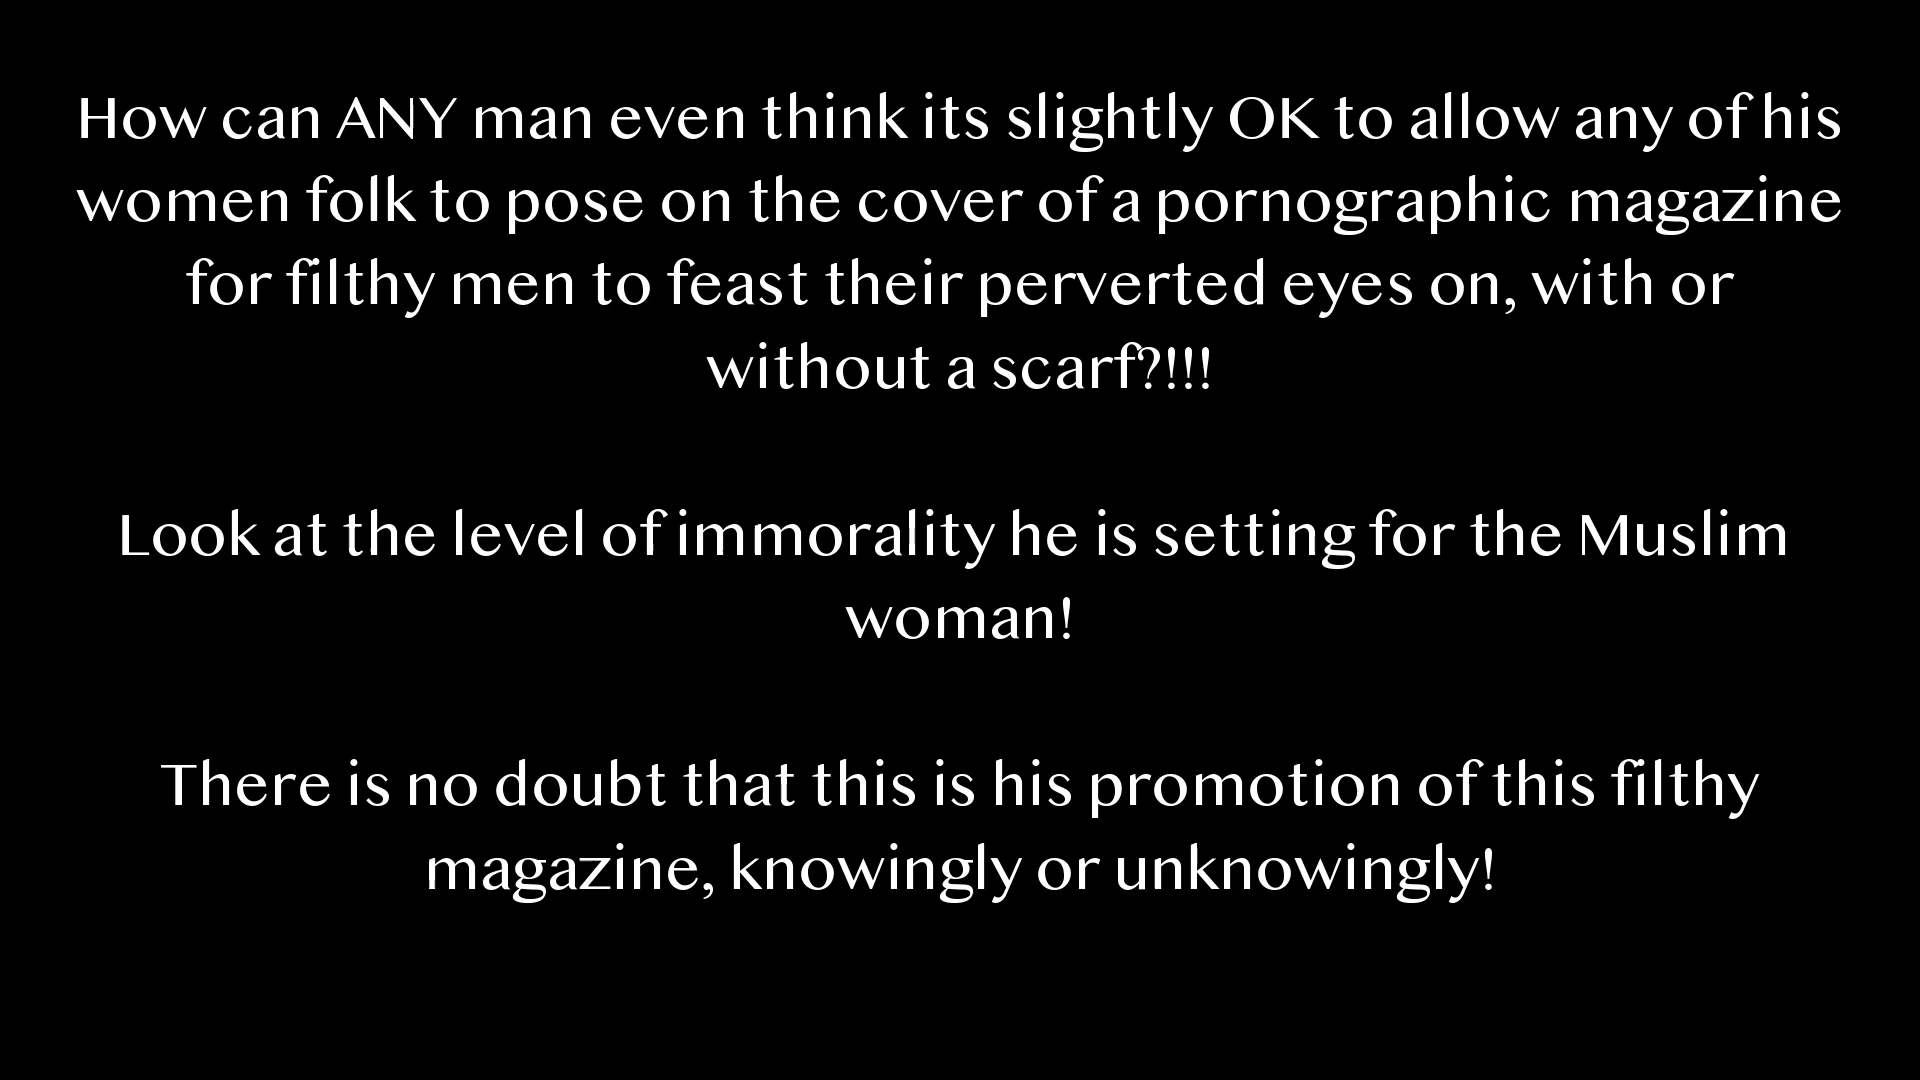 How can ANY man even think its slightly OK to allow any of his
women folk to pose on the cover of a pornographic magazine
for filthy men to feast their perverted eyes on, with or
without a scarf?!!!
Look at the level of immorality he is setting for the Muslim
woman!
There is no doubt that this is his promotion of this filthy
magazine, knowingly or unknowingly!